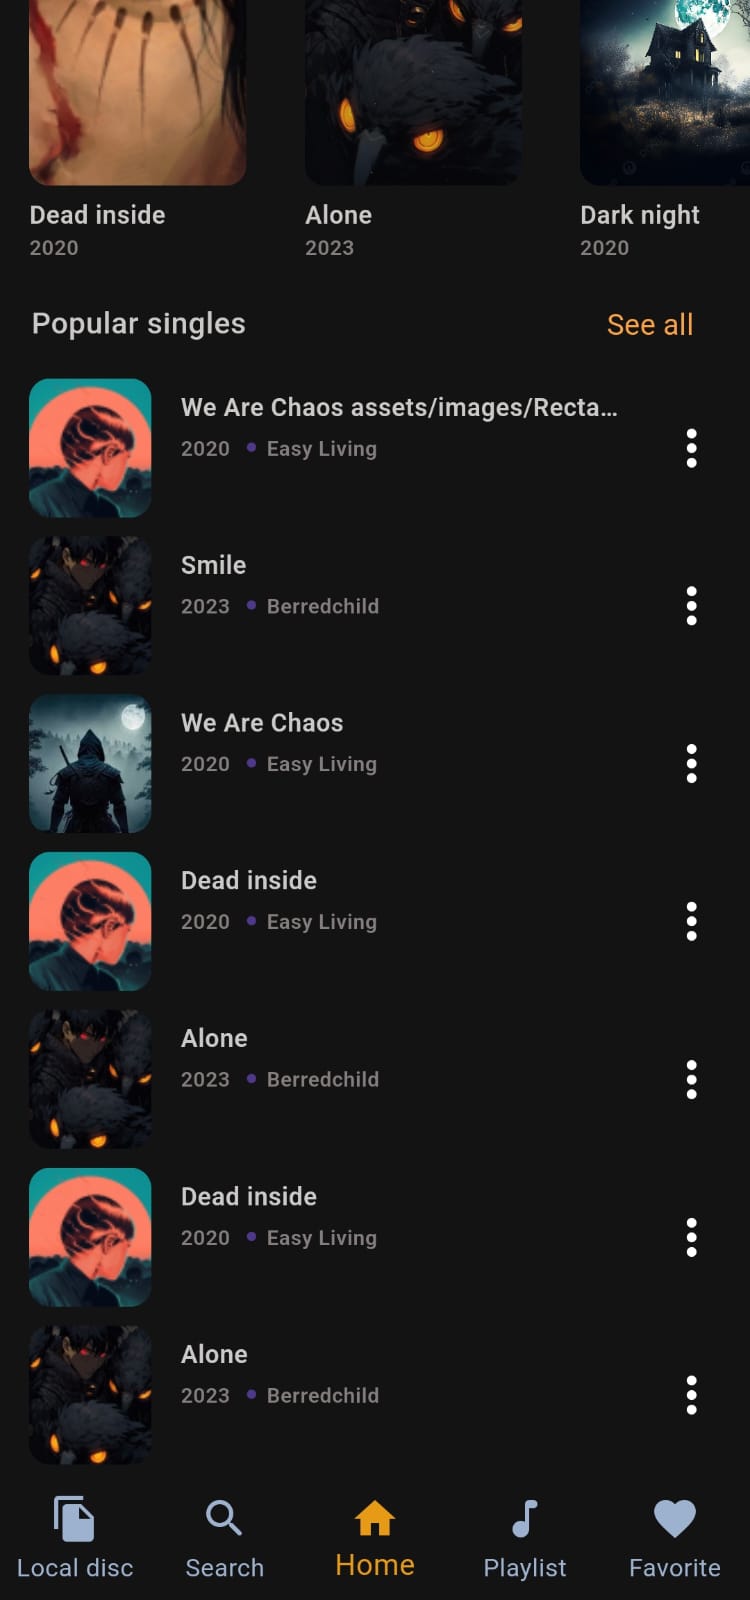 Dead inside
2020
Alone
2023
Dark night
2020
Popular singles
See all
We Are Chaos assets/images/Recta...
2020 • Easy Living
Smile
2023 • Berredchild
We Are Chaos
2020 • Easy Living
Dead inside
2020 • Easy Living
Alone
2023 • Berredchild
Dead inside
2020 • Easy Living
Alone
2023 • Berredchild
Local disc
Search
Home
Playlist
Favorite